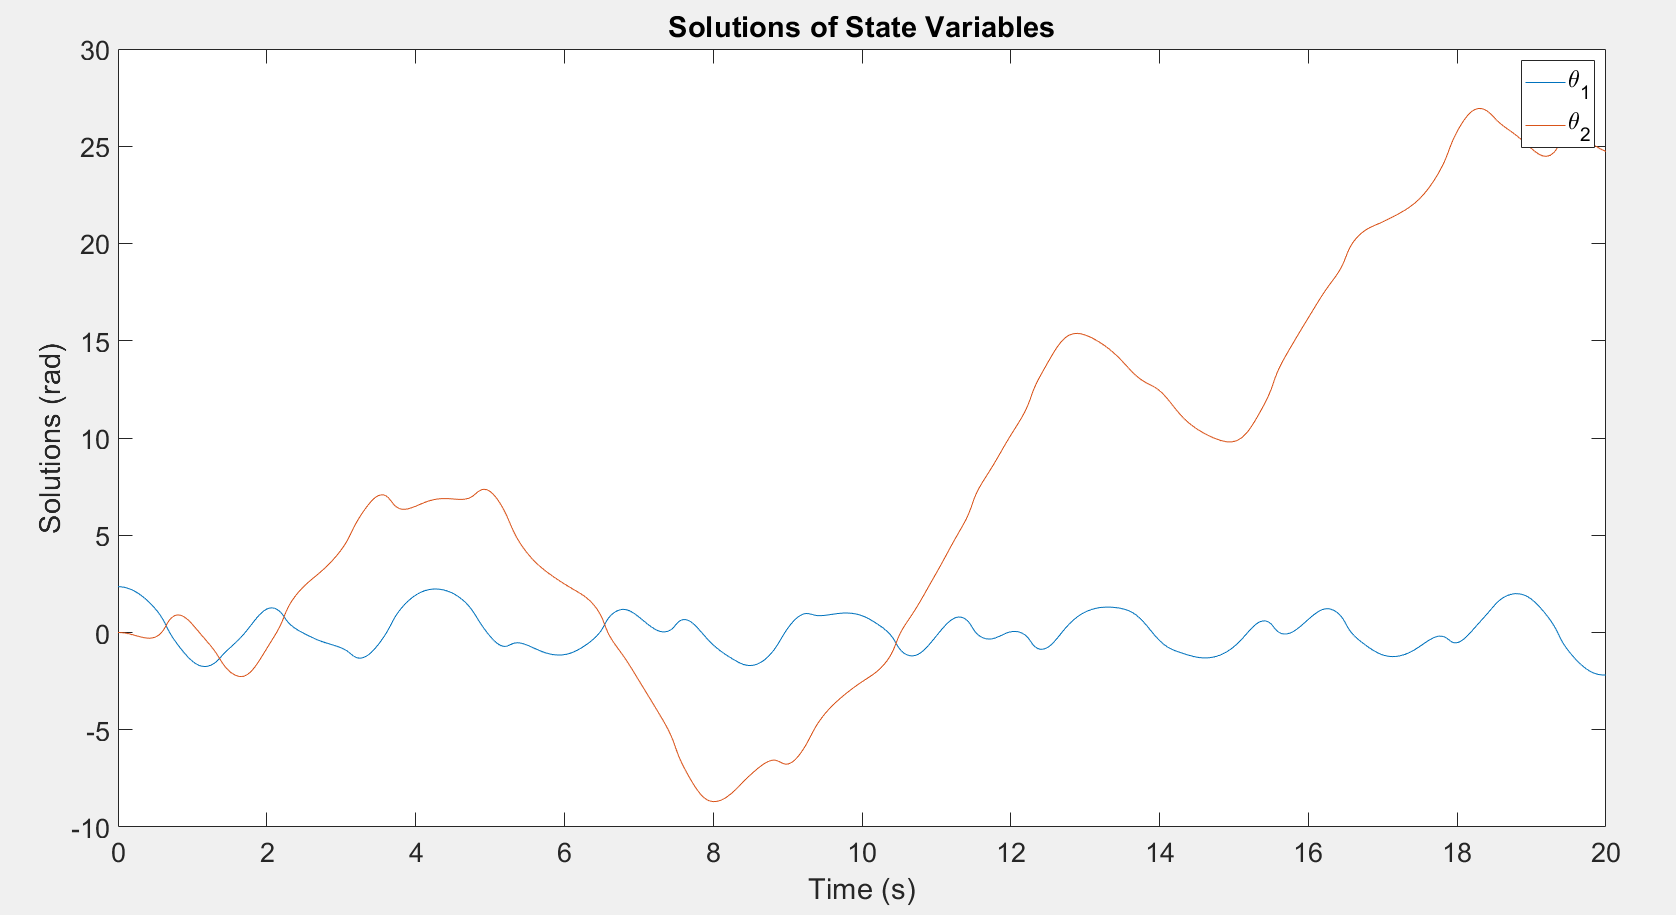 Solutions of State Variables
30
25
20
15
10
5
0
-5
-10
Solutions (rad)
θ1
θ2
0 2 4 6 8 10 12 14 16 18 20
Time (s)